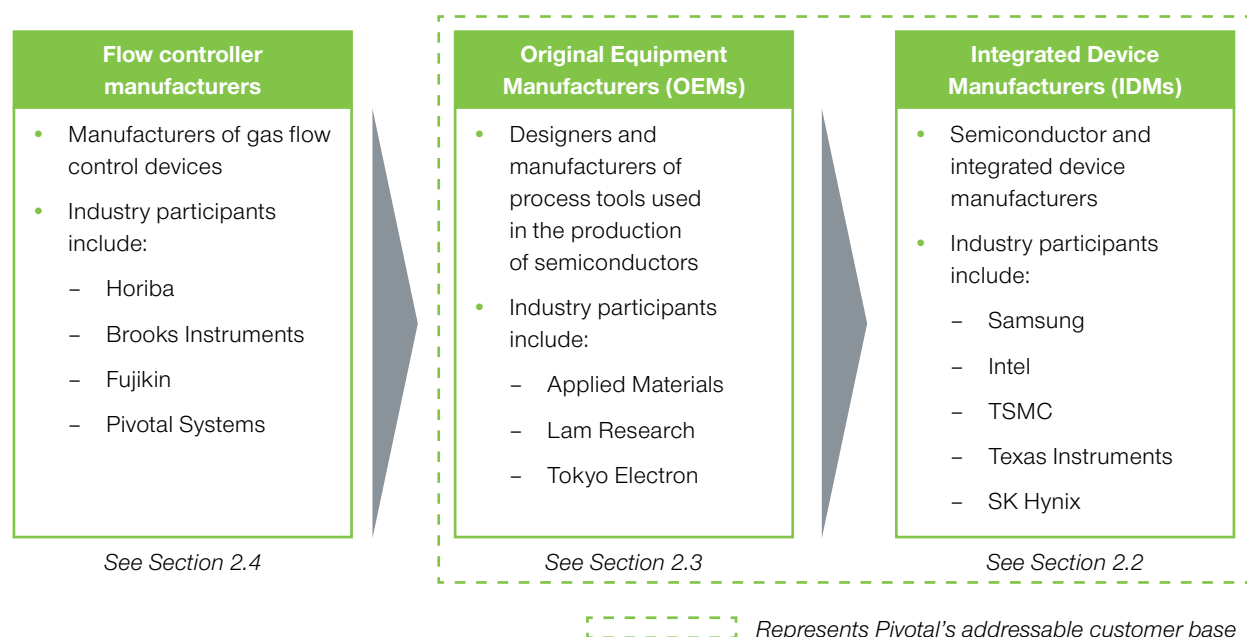 Flow controller
manufacturers
• Manufacturers of gas flow
control devices
• Industry participants
include:
– Horiba
– Brooks Instruments
– Fujikin
– Pivotal Systems
See Section 2.4
Original Equipment
Manufacturers (OEMs)
• Designers and
manufacturers of
process tools used
in the production
of semiconductors
• Industry participants
include:
– Applied Materials
– Lam Research
– Tokyo Electron
See Section 2.3
Integrated Device
Manufacturers (IDMs)
• Semiconductor and
integrated device
manufacturers
• Industry participants
include:
– Samsung
– Intel
– TSMC
– Texas Instruments
– SK Hynix
See Section 2.2
Represents Pivotal's addressable customer base